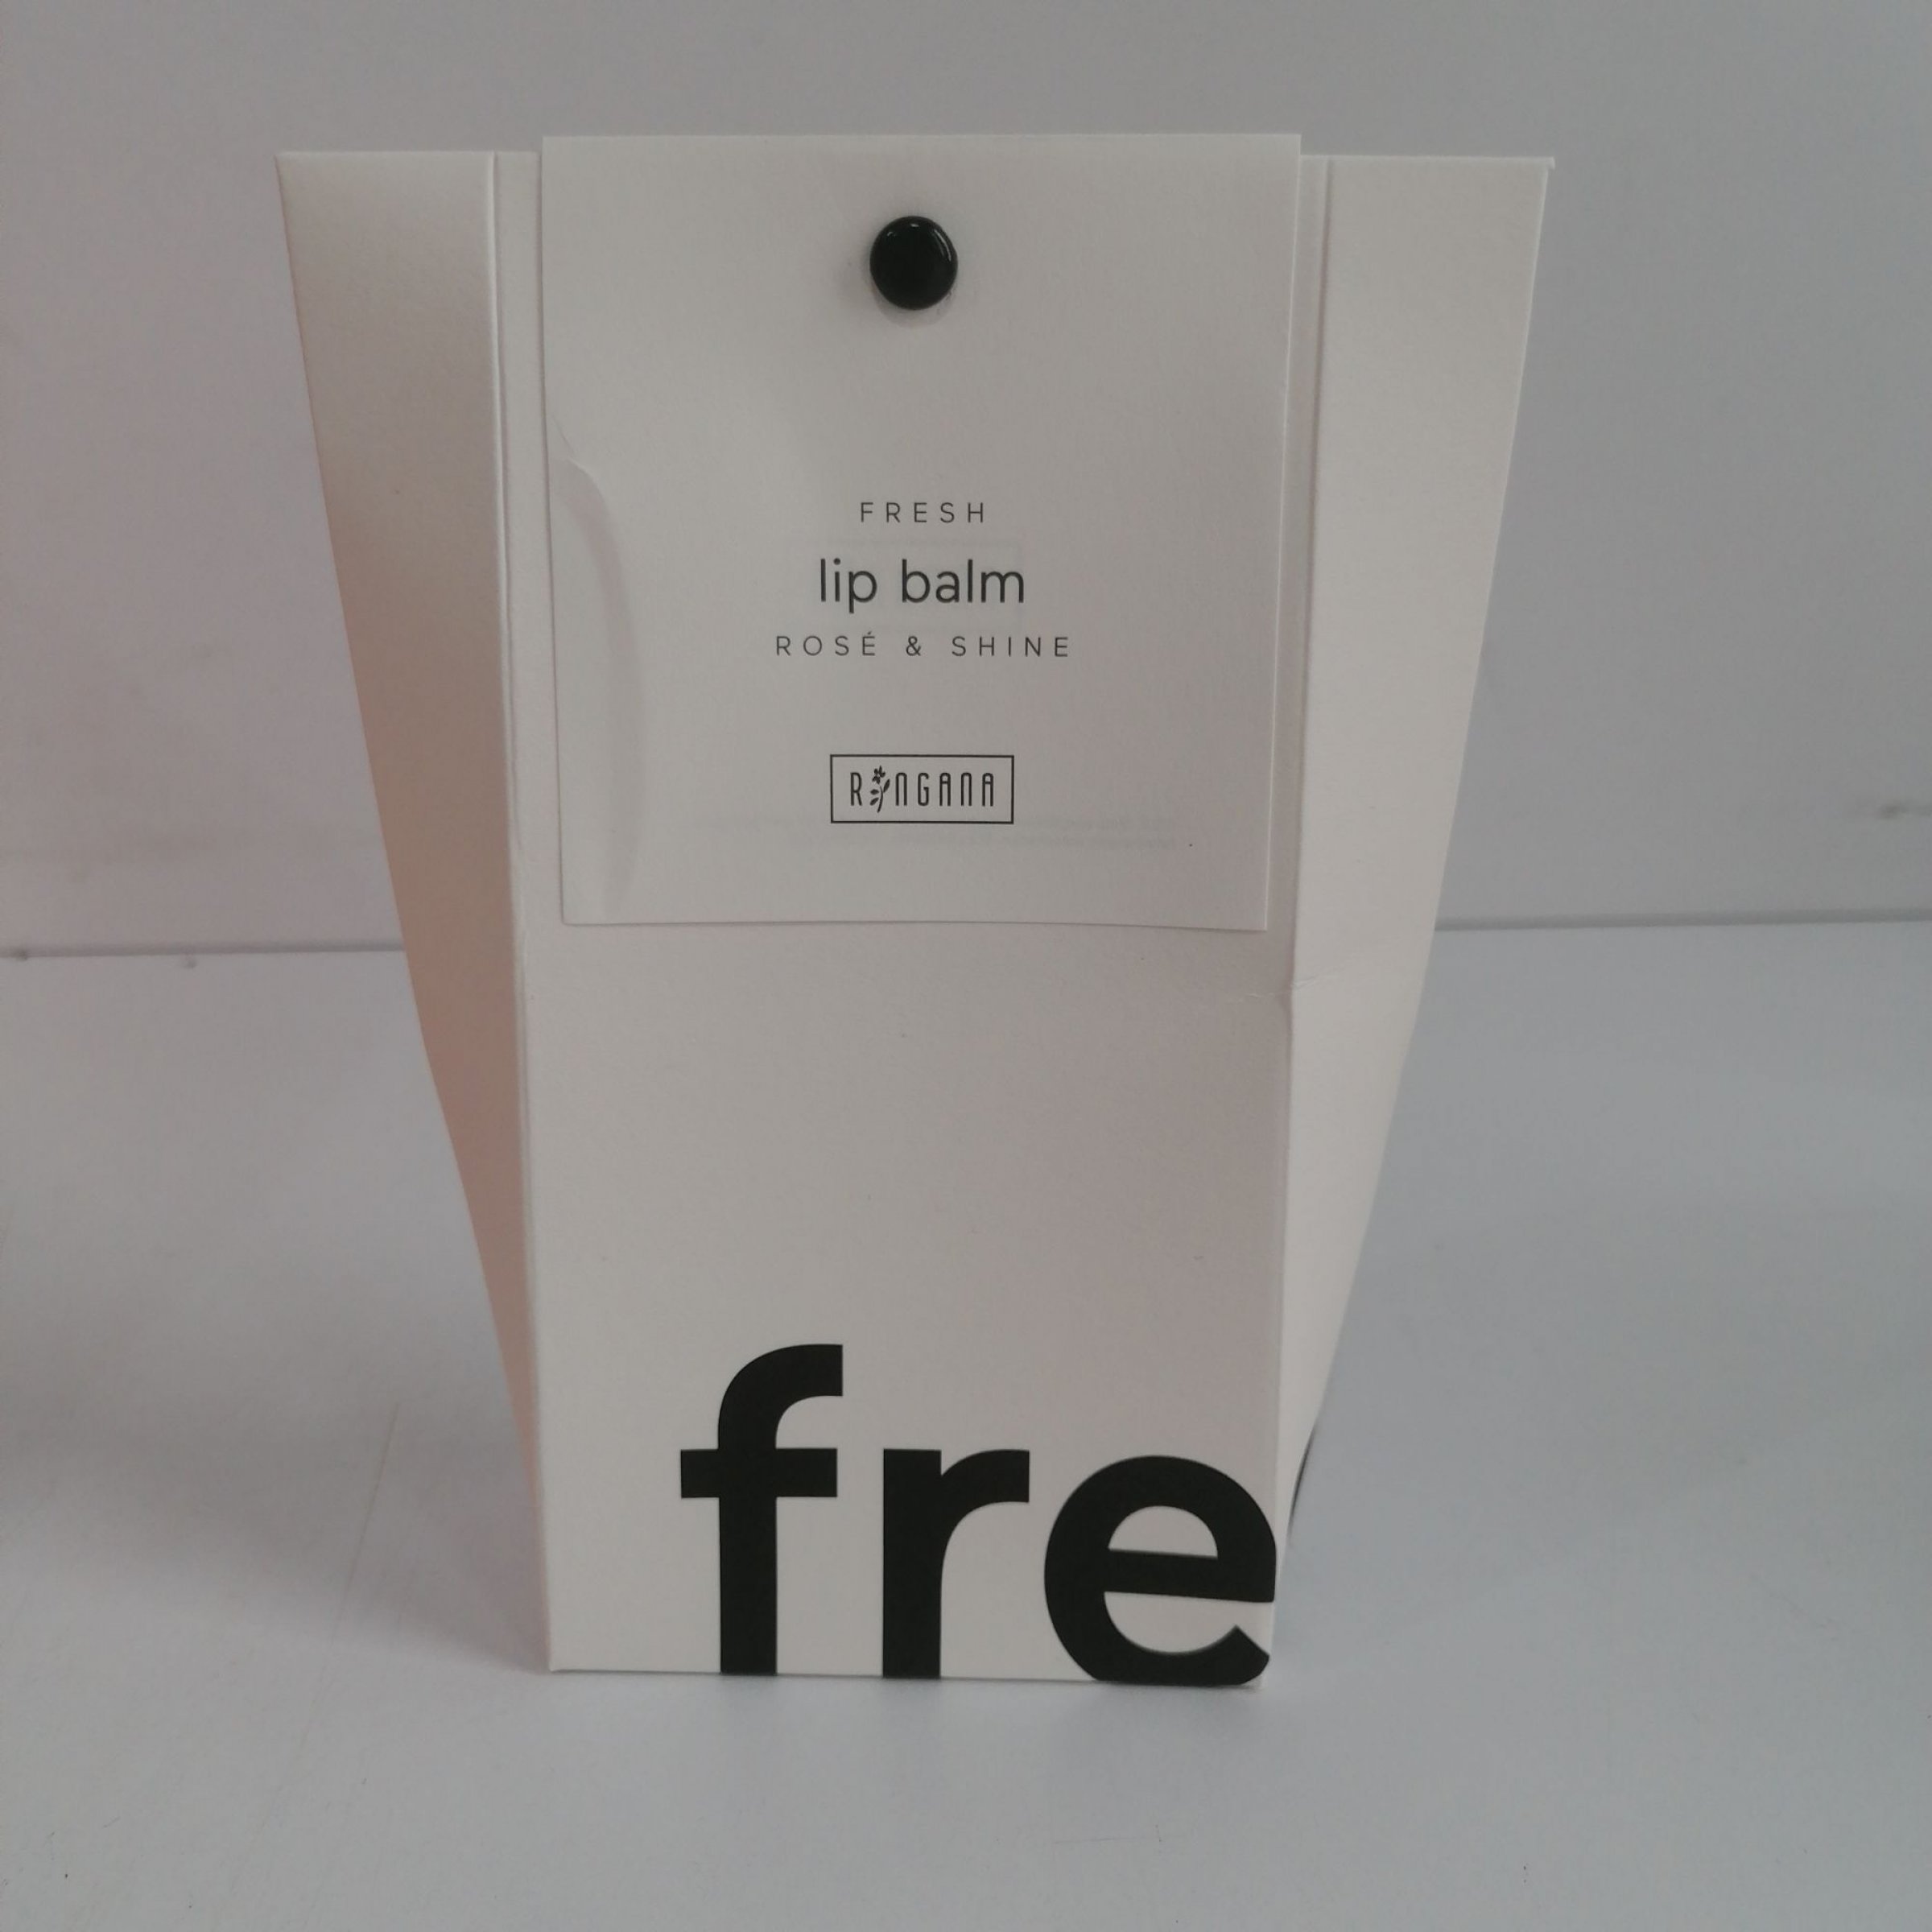 FRESH
lip balm
ROSÉ & SHINE
RINGANA
fre